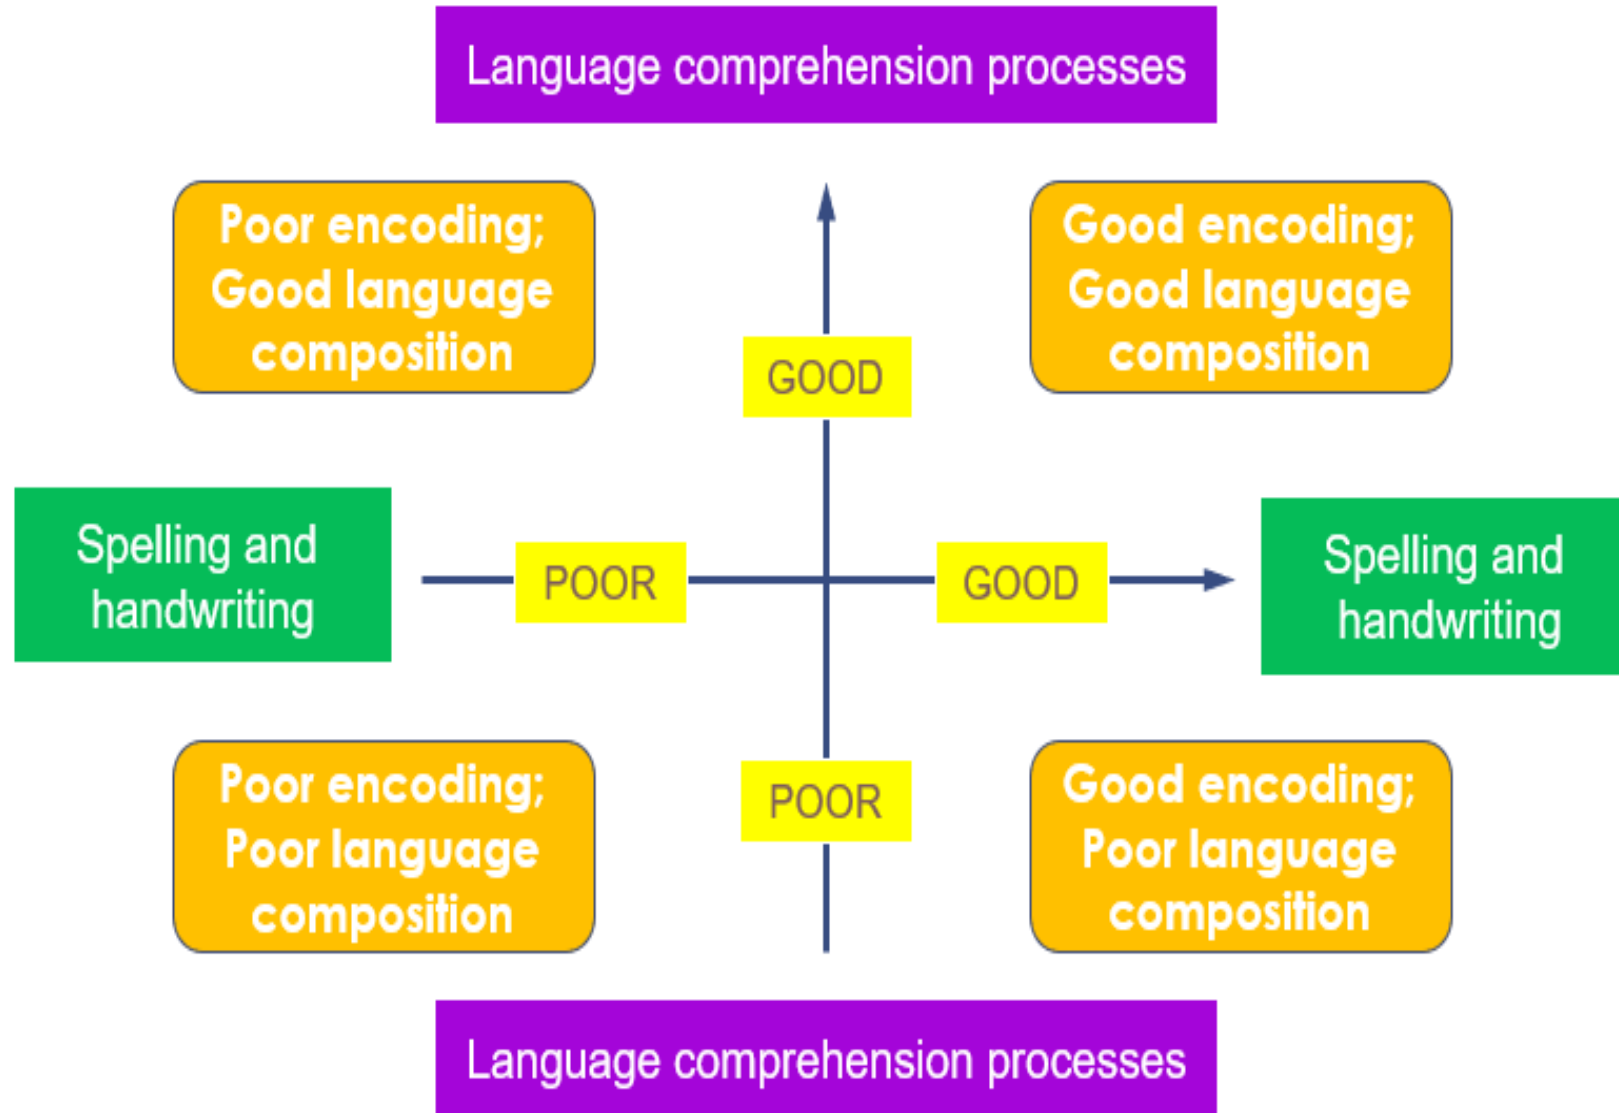 Language comprehension processes
Poor encoding;
Good language
composition
Good encoding;
Good language
composition
GOOD
Spelling and
handwriting
POOR
GOOD
Spelling and
handwriting
Poor encoding;
Poor language
composition
POOR
Good encoding;
Poor language
composition
Language comprehension processes